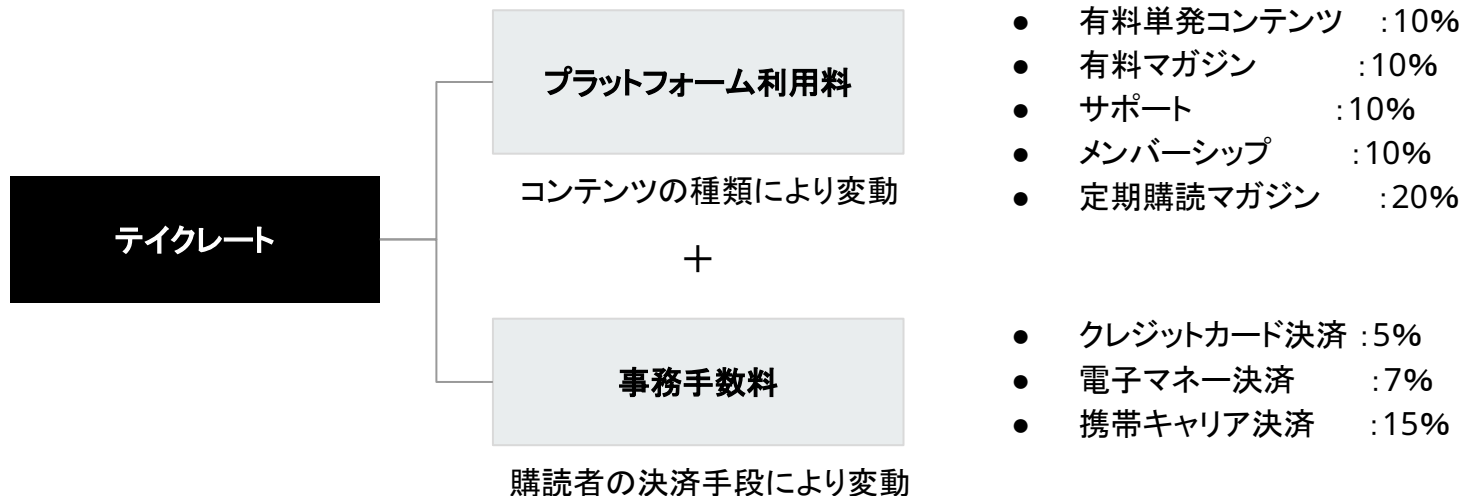 プラットフォーム利用料
コンテンツの種類により変動
● 有料単発コンテンツ :10%
● 有料マガジン :10%
● サポート :10%
● メンバーシップ :10%
● 定期購読マガジン :20%
テイクレート
＋
事務手数料
購読者の決済手段により変動
● クレジットカード決済 :5%
● 電子マネー決済 :7%
● 携帯キャリア決済 :15%